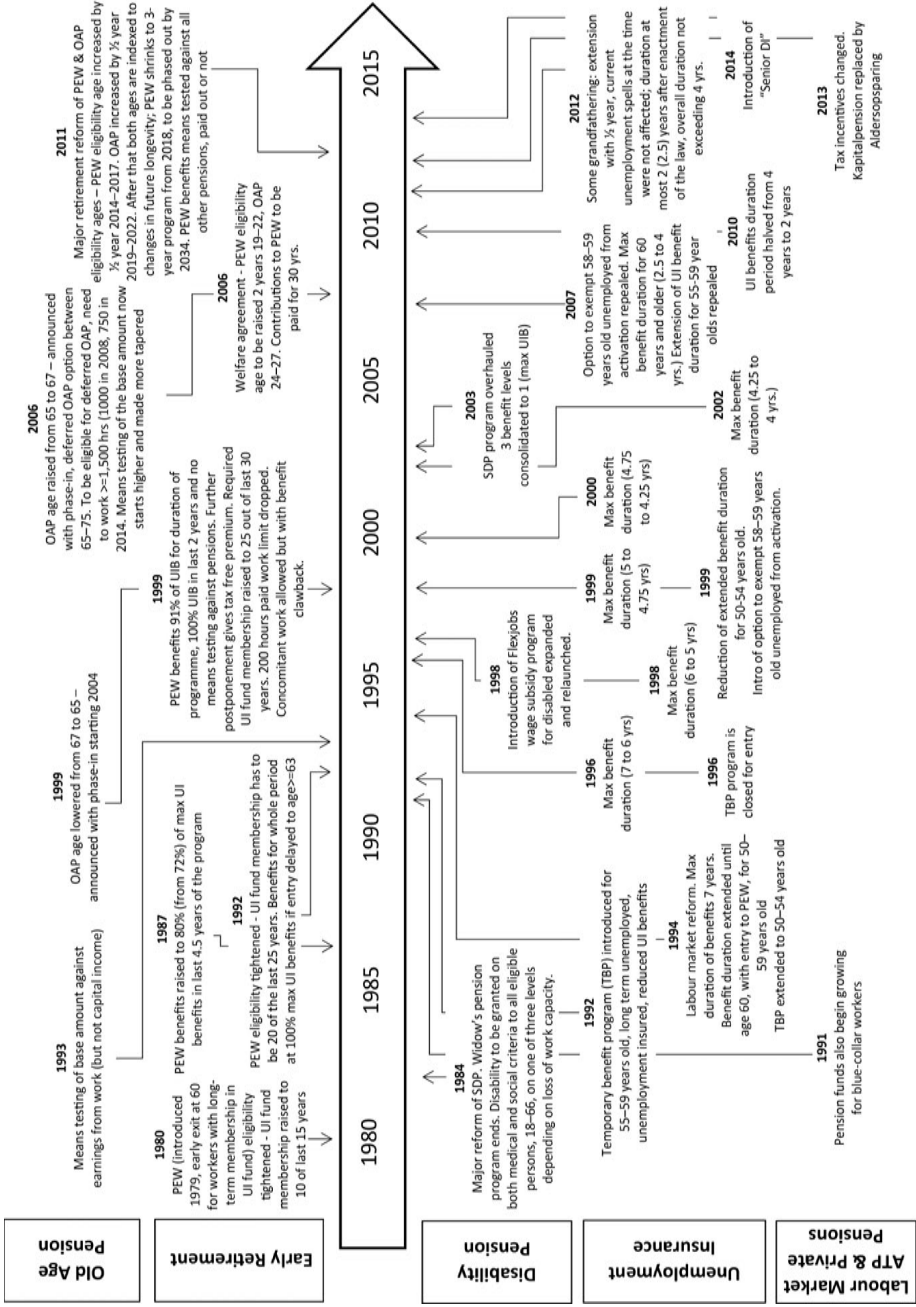 Old Age
Pension
1993
Means testing of base amount against
earnings from work (but not capital income)
1999
OAP age lowered from 67 to 65 –
announced with phase-in starting 2004
2006
OAP age raised from 65 to 67 – announced
with phase-in, deferred OAP option between
65–75. To be eligible for deferred OAP, need
to work >=1,500 hrs (1000 in 2008, 750 in
2014. Means testing of the base amount now
starts higher and made more tapered
2011
Major retirement reform of PEW & OAP
eligibility ages – PEW eligibility age increased by
½ year 2014–2017. OAP increased by ½ year
2019–2022. After that both ages are indexed to
changes in future longevity; PEW shrinks to 3-
year program from 2018, to be phased out by
2034. PEW benefits means tested against all
other pensions, paid out or not
Early Retirement
1980
PEW (introduced
1979, early exit at 60
for workers with long-
term membership in
UI fund) eligibility
tightened - UI fund
membership raised to
10 of last 15 years
1987
PEW benefits raised to 80% (from 72%) of max UI
benefits in last 4.5 years of the program
1992
PEW eligibility tightened - UI fund membership has to
be 20 of the last 25 years. Benefits for whole period
at 100% max UI benefits if entry delayed to age>=63
1999
PEW benefits 91% of UIB for duration of
programme, 100% UIB in last 2 years and no
means testing against pensions. Further
postponement gives tax free premium. Required
UI fund membership raised to 25 out of last 30
years. 200 hours paid work limit dropped.
Concomitant work allowed but with benefit
clawback.
2006
Welfare agreement - PEW eligibility
age to be raised 2 years 19–22, OAP
24–27. Contributions to PEW to be
paid for 30 yrs.
1980
1985
1990
1995
2000
2005
2010
2015
Disability
Pension
1984
Major reform of SDP. Widow's pension
program ends. Disability to be granted on
both medical and social criteria to all eligible
persons, 18–66, on one of three levels
depending on loss of work capacity.
1998
Introduction of Flexjobs
wage subsidy program
for disabled expanded
and relaunched.
2003
SDP program overhauled
3 benefit levels
consolidated to 1 (max UIB)
Unemployment
Insurance
1992
Temporary benefit program (TBP) introduced for
55–59 years old, long term unemployed,
unemployment insured, reduced UI benefits
1994
Labour market reform. Max
duration of benefits 7 years.
Benefit duration extended until
age 60, with entry to PEW, for 50–
59 years old
TBP extended to 50–54 years old
1996
Max benefit
duration (7 to 6 yrs)
1996
TBP program is
closed for entry
1998
Max benefit
duration (6 to 5 yrs)
1999
Max benefit
duration (5 to
4.75 yrs)
1999
Reduction of extended benefit duration
for 50-54 years old.
Intro of option to exempt 58–59 years
old unemployed from activation.
2000
Max benefit
duration (4.75
to 4.25 yrs)
2002
Max benefit
duration (4.25 to
4 yrs.)
2007
Option to exempt 58–59
years old unemployed from
activation repealed. Max
benefit duration for 60
years and older (2.5 to 4
yrs.) Extension of UI benefit
duration for 55-59 year
olds repealed
2010
UI benefits duration
period halved from 4
years to 2 years
2012
Some grandfathering: extension
with ½ year, current
unemployment spells at the time
were not affected; duration at
most 2 (2.5) years after enactment
of the law, overall duration not
exceeding 4 yrs.
2014
Introduction of
"Senior DI"
Labour Market
ATP & Private
Pensions
1991
Pension funds also begin growing
for blue-collar workers
2013
Tax incentives changed.
Kapitalpension replaced by
Aldersopsparing